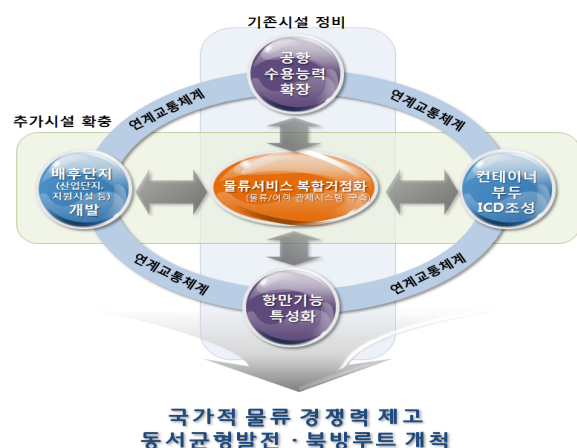 기존시설 정비
공항
수용능력
확장
연계교통체계
연계교통체계
추가시설 확충
배후단지
(산업단지,
지원시설 등)
개발
물류서비스 복합거점화
(물류/여객 관제시스템 구축)
컨테이너
부두
ICD조성
연계교통체계
연계교통체계
항만기능
특성화
국가적 물류 경쟁력 제고
동서균형발전 · 북방루트 개척